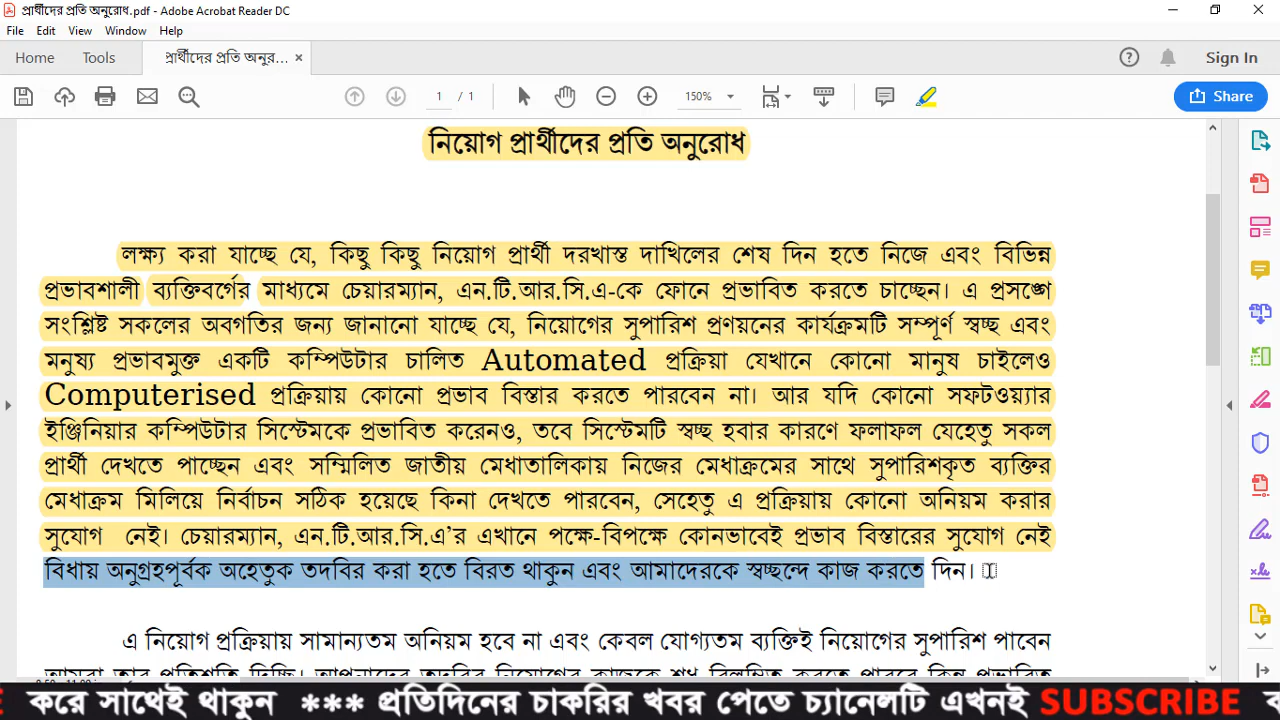 প্রার্থীদের প্রতি অনুরোধ.pdf - Adobe Acrobat Reader DC
File Edit View Window Help
Home Tools প্রার্থীদের প্রতি অনুর... × Sign In
1 / 1 150% Share
নিয়োগ প্রার্থীদের প্রতি অনুরোধ
লক্ষ্য করা যাচ্ছে যে, কিছু কিছু নিয়োগ প্রার্থী দরখাস্ত দাখিলের শেষ দিন হতে নিজে এবং বিভিন্ন
প্রভাবশালী ব্যক্তিবর্গের মাধ্যমে চেয়ারম্যান, এন.টি.আর.সি.এ-কে ফোনে প্রভাবিত করতে চাচ্ছেন। এ প্রসঙ্গে
সংশ্লিষ্ট সকলের অবগতির জন্য জানানো যাচ্ছে যে, নিয়োগের সুপারিশ প্রণয়নের কার্যক্রমটি সম্পূর্ণ স্বচ্ছ এবং
মনুষ্য প্রভাবমুক্ত একটি কম্পিউটার চালিত Automated প্রক্রিয়া যেখানে কোনো মানুষ চাইলেও
Computerised প্রক্রিয়ায় কোনো প্রভাব বিস্তার করতে পারবেন না। আর যদি কোনো সফটওয়্যার
ইঞ্জিনিয়ার কম্পিউটার সিস্টেমকে প্রভাবিত করেনও, তবে সিস্টেমটি স্বচ্ছ হবার কারণে ফলাফল যেহেতু সকল
প্রার্থী দেখতে পাচ্ছেন এবং সম্মিলিত জাতীয় মেধাতালিকায় নিজের মেধাক্রমের সাথে সুপারিশকৃত ব্যক্তির
মেধাক্রম মিলিয়ে নির্বাচন সঠিক হয়েছে কিনা দেখতে পারবেন, সেহেতু এ প্রক্রিয়ায় কোনো অনিয়ম করার
সুযোগ নেই। চেয়ারম্যান, এন.টি.আর.সি.এ'র এখানে পক্ষে-বিপক্ষে কোনভাবেই প্রভাব বিস্তারের সুযোগ নেই
বিধায় অনুগ্রহপূর্বক অহেতুক তদবির করা হতে বিরত থাকুন এবং আমাদেরকে স্বচ্ছন্দে কাজ করতে দিন।
এ নিয়োগ প্রক্রিয়ায় সামান্যতম অনিয়ম হবে না এবং কেবল যোগ্যতম ব্যক্তিই নিয়োগের সুপারিশ পাবেন
করে সাথেই থাকুন *** প্রতিদিনের চাকরির খবর পেতে চ্যানেলটি এখনই SUBSCRIBE